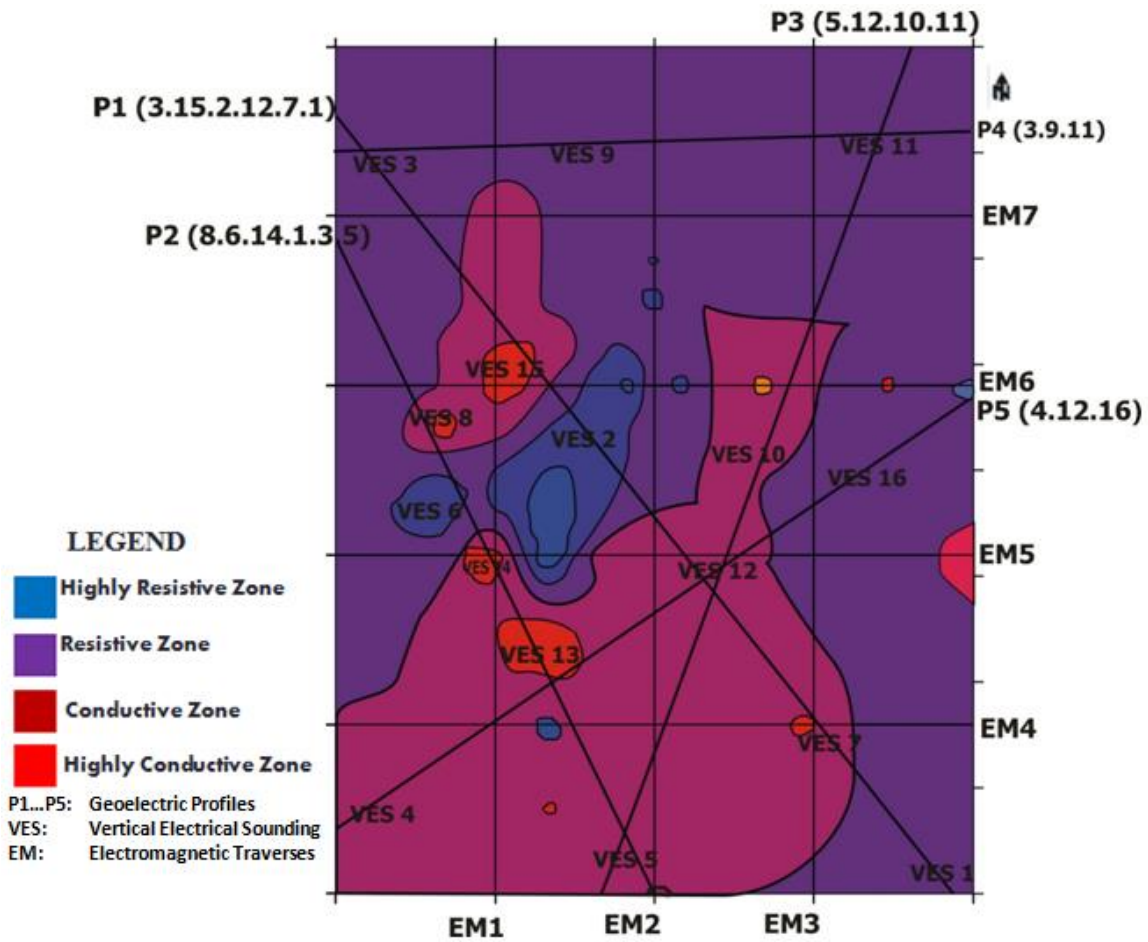 P3 (5.12.10.11)
P1 (3.15.2.12.7.1)
P4 (3.9.11)
VES 3
VES 9
VES 11
EM7
P2 (8.6.14.1.3.5)
VES 15
EM6
P5 (4.12.16)
VES 8
VES 2
VES 10
VES 16
VES 6
EM5
VES 14
VES 12
LEGEND
Highly Resistive Zone
Resistive Zone
Conductive Zone
Highly Conductive Zone
P1...P5: Geoelectric Profiles
VES: Vertical Electrical Sounding
EM: Electromagnetic Traverses
VES 13
EM4
VES 7
VES 4
VES 5
VES 1
EM1
EM2
EM3